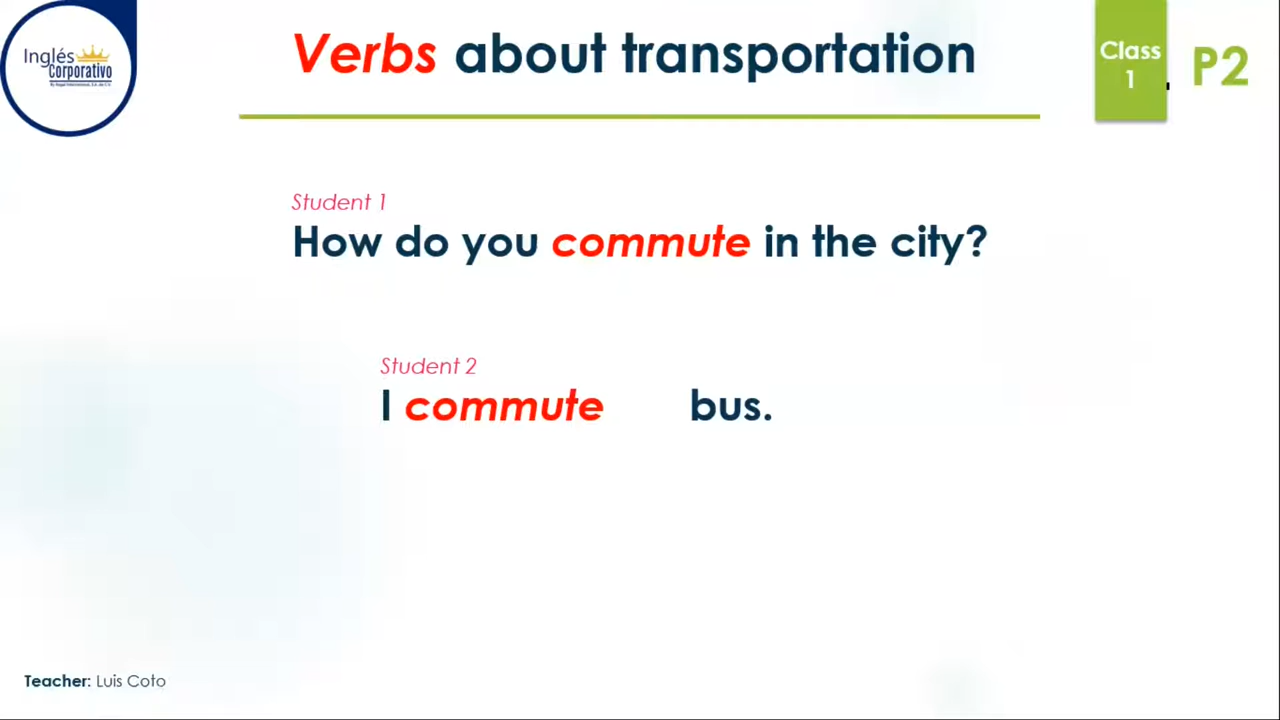 Inglés
Corporativo
Verbs about transportation
Class
1
. P2
Student 1
How do you commute in the city?
Student 2
I commute bus.
Teacher: Luis Coto